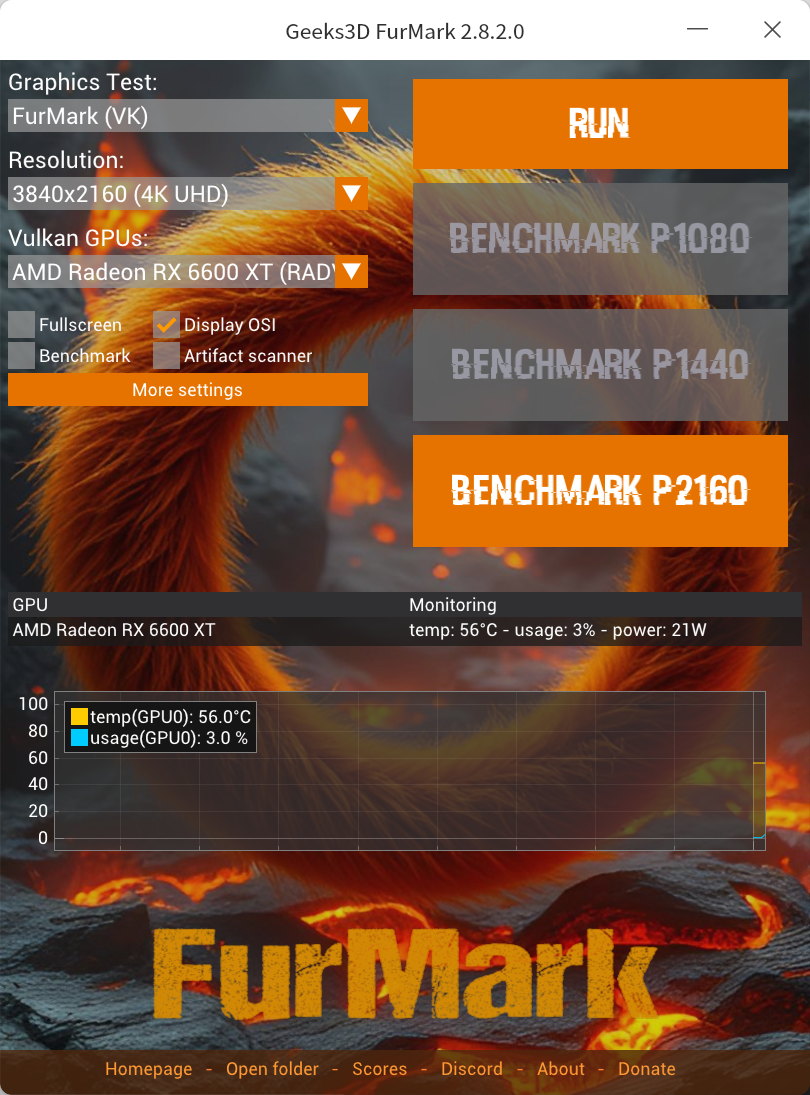 Geeks3D FurMark 2.8.2.0
Graphics Test:
FurMark (VK)
Resolution:
3840x2160 (4K UHD)
Vulkan GPUs:
AMD Radeon RX 6600 XT (RADV
Fullscreen
Display OSI
Benchmark
Artifact scanner
More settings
RUN
BENCHMARK P1080
BENCHMARK P1440
BENCHMARK P2160
GPU Monitoring
AMD Radeon RX 6600 XT temp: 56°C - usage: 3% - power: 21W
100
80
60
40
20
0
temp(GPU0): 56.0°C
usage(GPU0): 3.0 %
FurMark
Homepage - Open folder - Scores - Discord - About - Donate